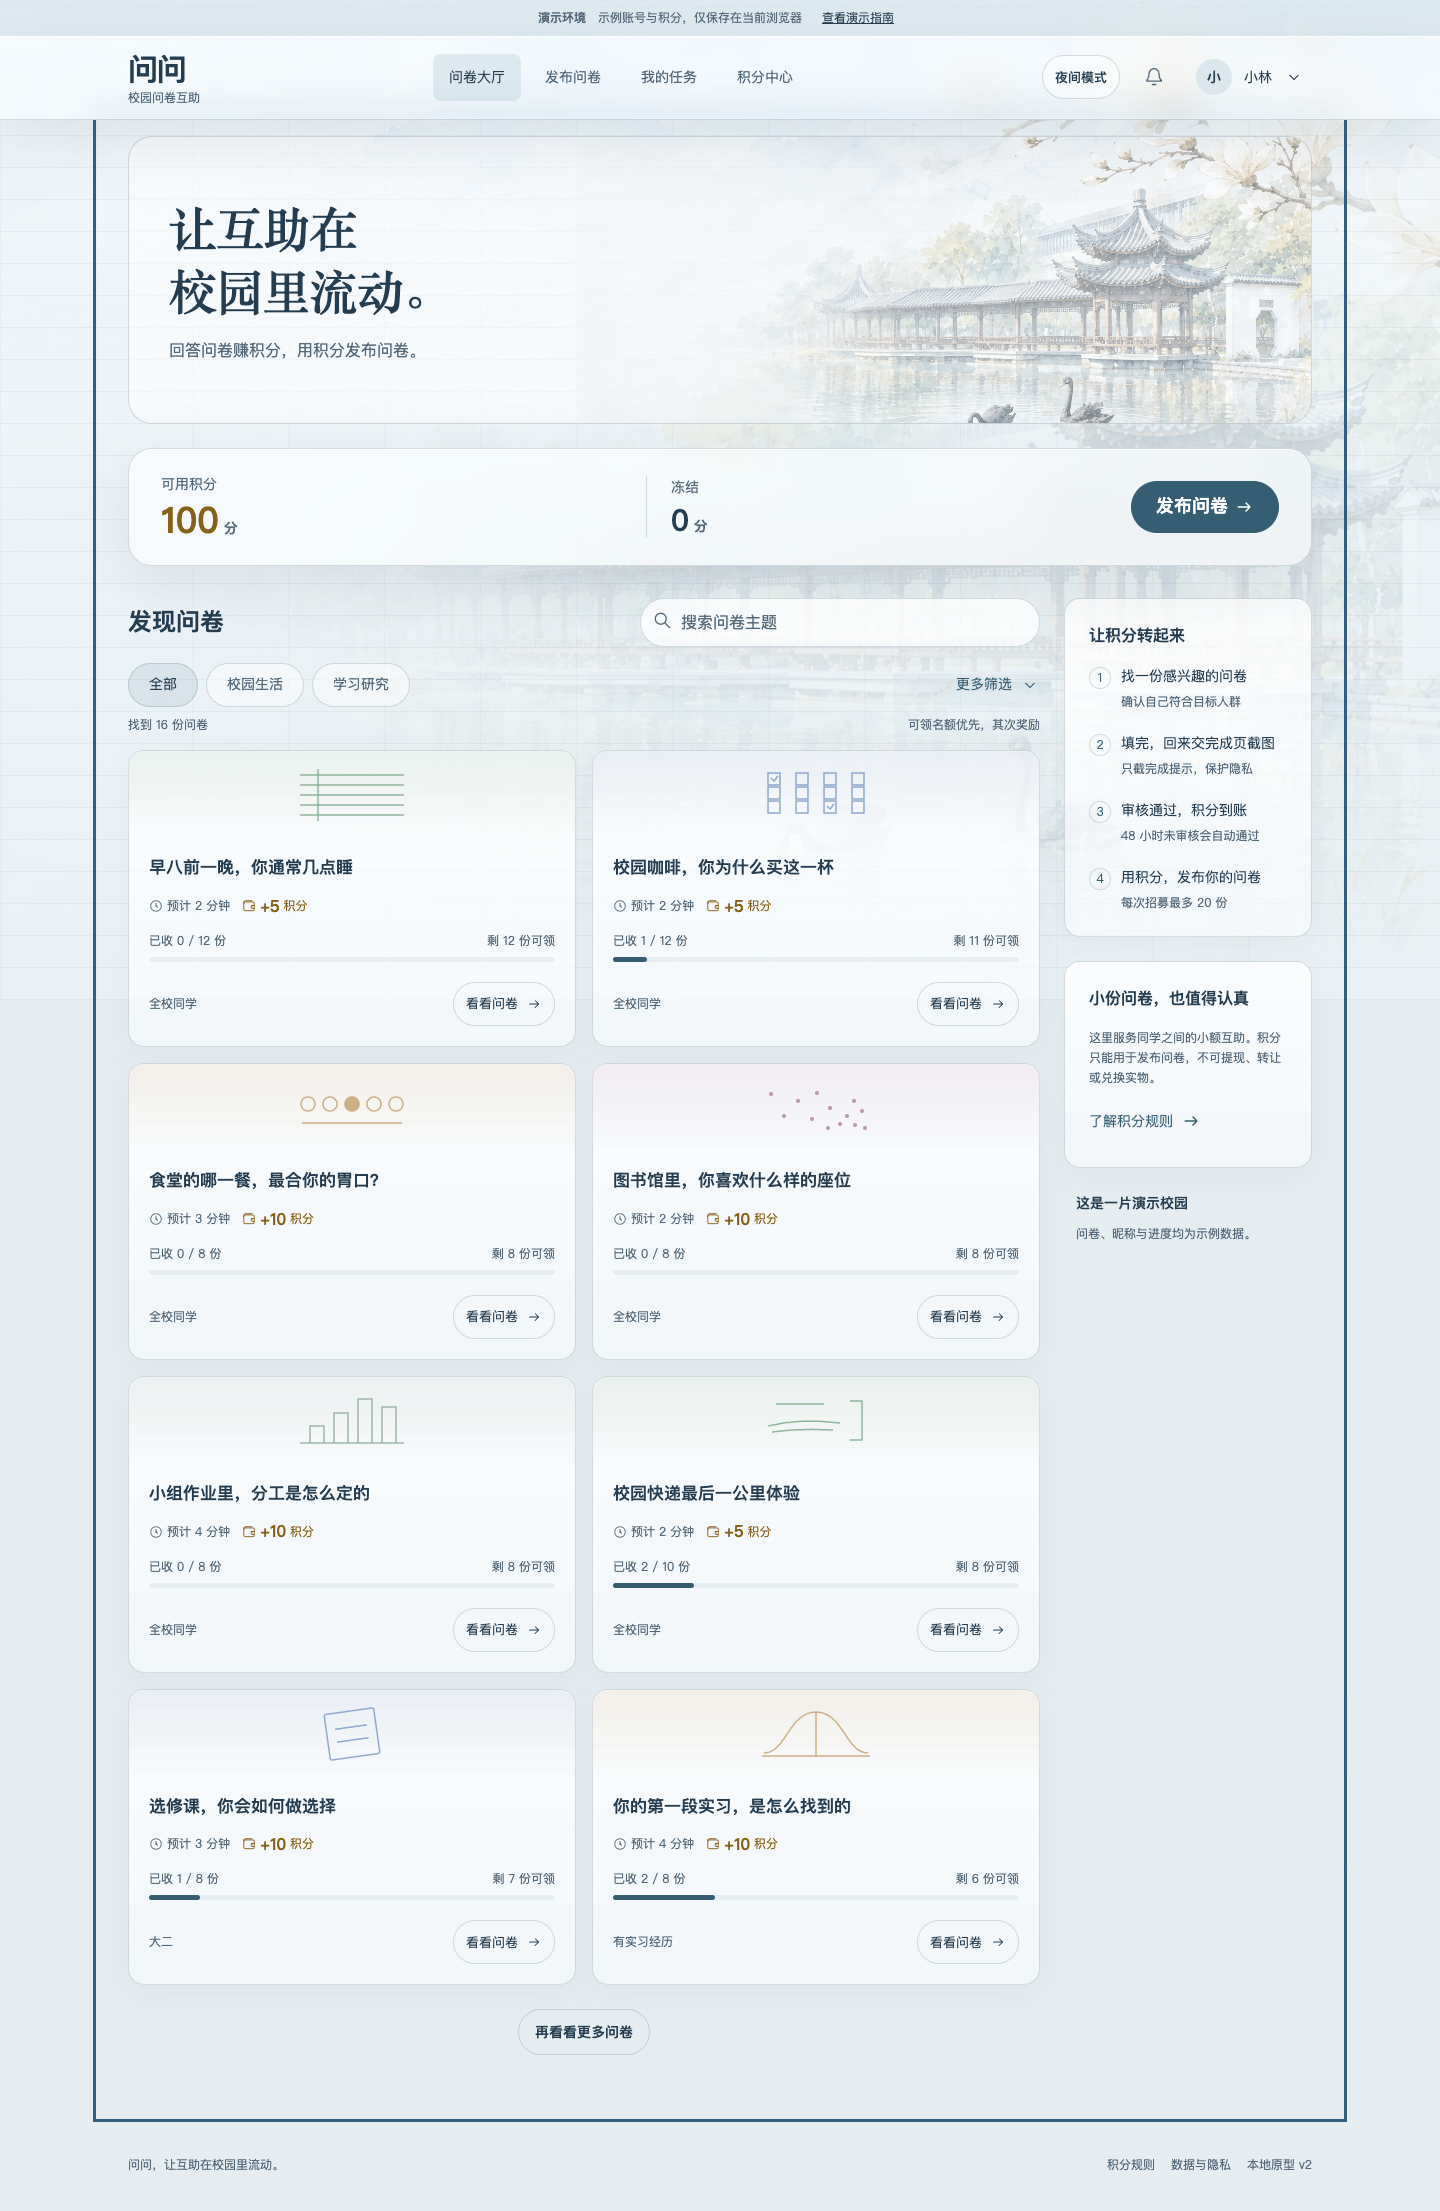 演示环境 示例账号与积分，仅保存在当前浏览器 查看演示指南
问问
校园问卷互助
问卷大厅 发布问卷 我的任务 积分中心
夜间模式 小 小林
让互助在
校园里流动。
回答问卷赚积分，用积分发布问卷。
可用积分
100 分
冻结
0 分
发布问卷
发现问卷
搜索问卷主题
全部 校园生活 学习研究
更多筛选
找到 16 份问卷
可领名额优先，其次奖励
早八前一晚，你通常几点睡
预计 2 分钟 +5 积分
已收 0 / 12 份 剩 12 份可领
全校同学 看看问卷
校园咖啡，你为什么买这一杯
预计 2 分钟 +5 积分
已收 1 / 12 份 剩 11 份可领
全校同学 看看问卷
食堂的哪一餐，最合你的胃口？
预计 3 分钟 +10 积分
已收 0 / 8 份 剩 8 份可领
全校同学 看看问卷
图书馆里，你喜欢什么样的座位
预计 2 分钟 +10 积分
已收 0 / 8 份 剩 8 份可领
全校同学 看看问卷
小组作业里，分工是怎么定的
预计 4 分钟 +10 积分
已收 0 / 8 份 剩 8 份可领
全校同学 看看问卷
校园快递最后一公里体验
预计 2 分钟 +5 积分
已收 2 / 10 份 剩 8 份可领
全校同学 看看问卷
选修课，你会如何做选择
预计 3 分钟 +10 积分
已收 1 / 8 份 剩 7 份可领
大二 看看问卷
你的第一段实习，是怎么找到的
预计 4 分钟 +10 积分
已收 2 / 8 份 剩 6 份可领
有实习经历 看看问卷
再看看更多问卷
让积分转起来
1 找一份感兴趣的问卷
确认自己符合目标人群
2 填完，回来交完成页截图
只截完成提示，保护隐私
3 审核通过，积分到账
48 小时未审核会自动通过
4 用积分，发布你的问卷
每次招募最多 20 份
小份问卷，也值得认真
这里服务同学之间的小额互助。积分
只能用于发布问卷，不可提现、转让
或兑换实物。
了解积分规则
这是一片演示校园
问卷、昵称与进度均为示例数据。
问问，让互助在校园里流动。
积分规则 数据与隐私 本地原型 v2